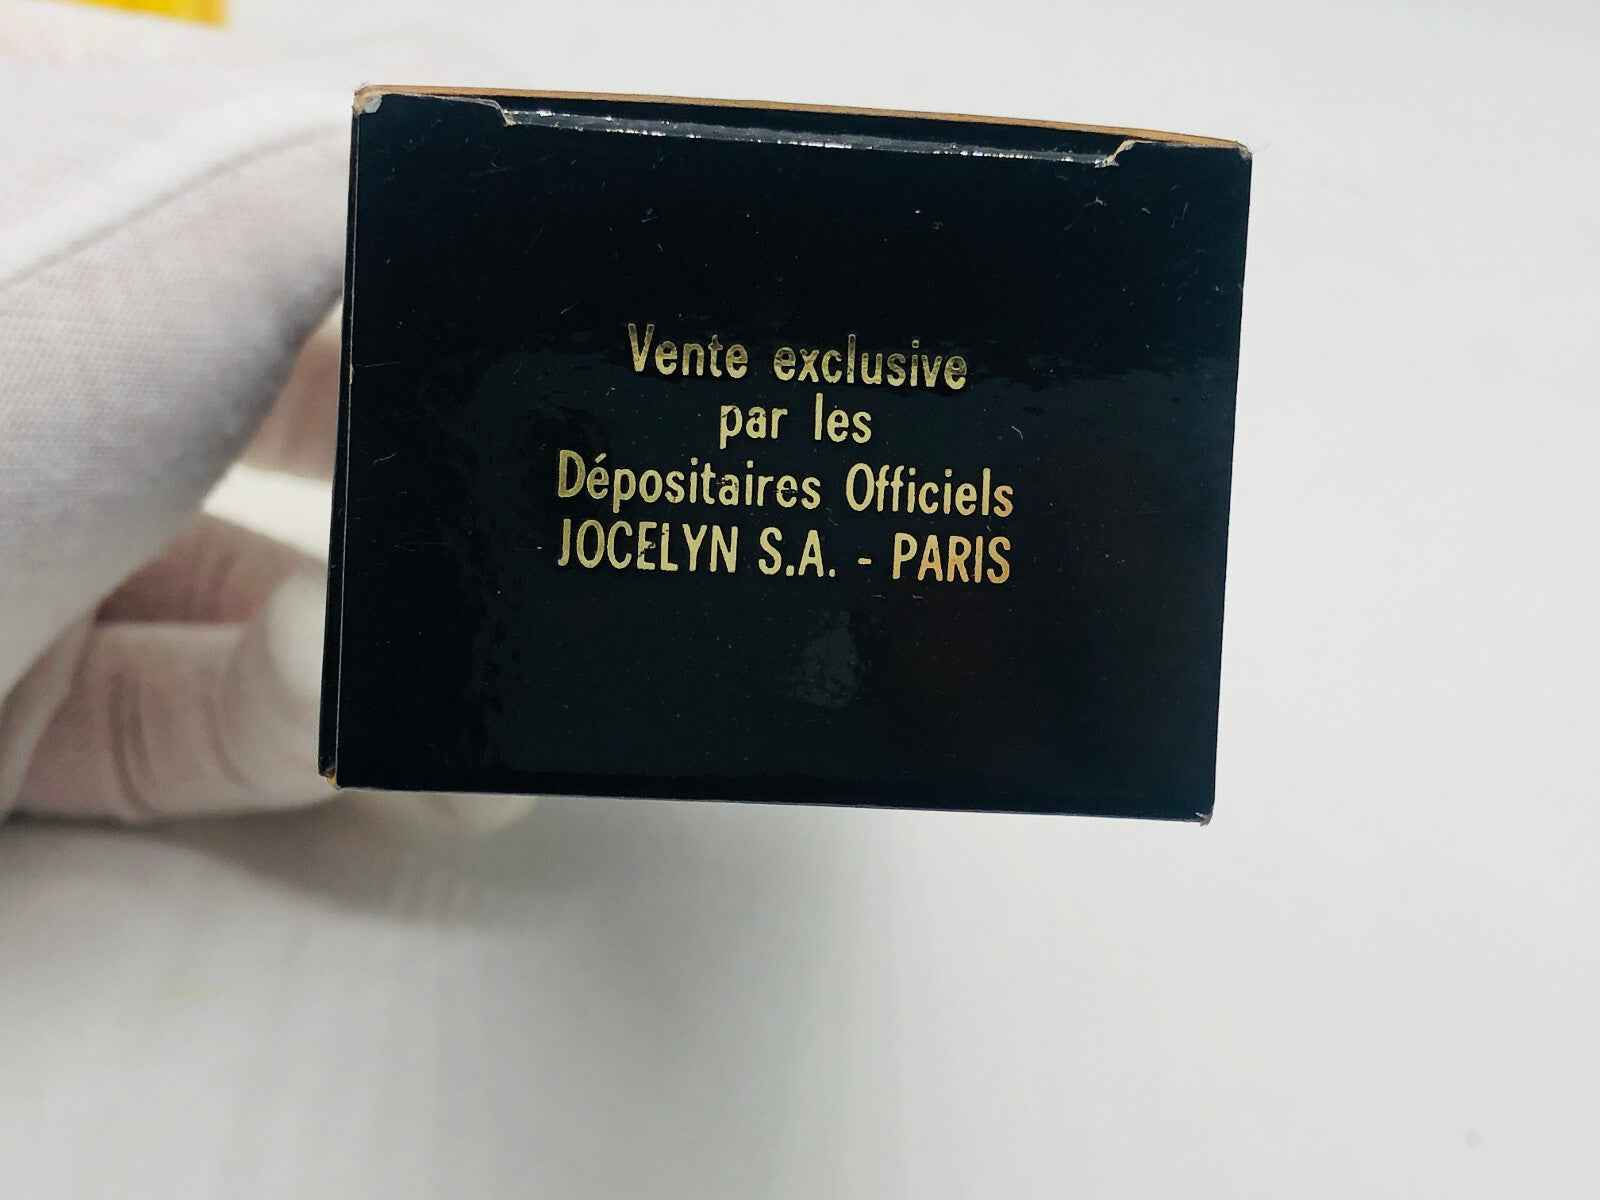 Vente exclusive
par les
Dépositaires Officiels
JOCELYN S.A. - PARIS